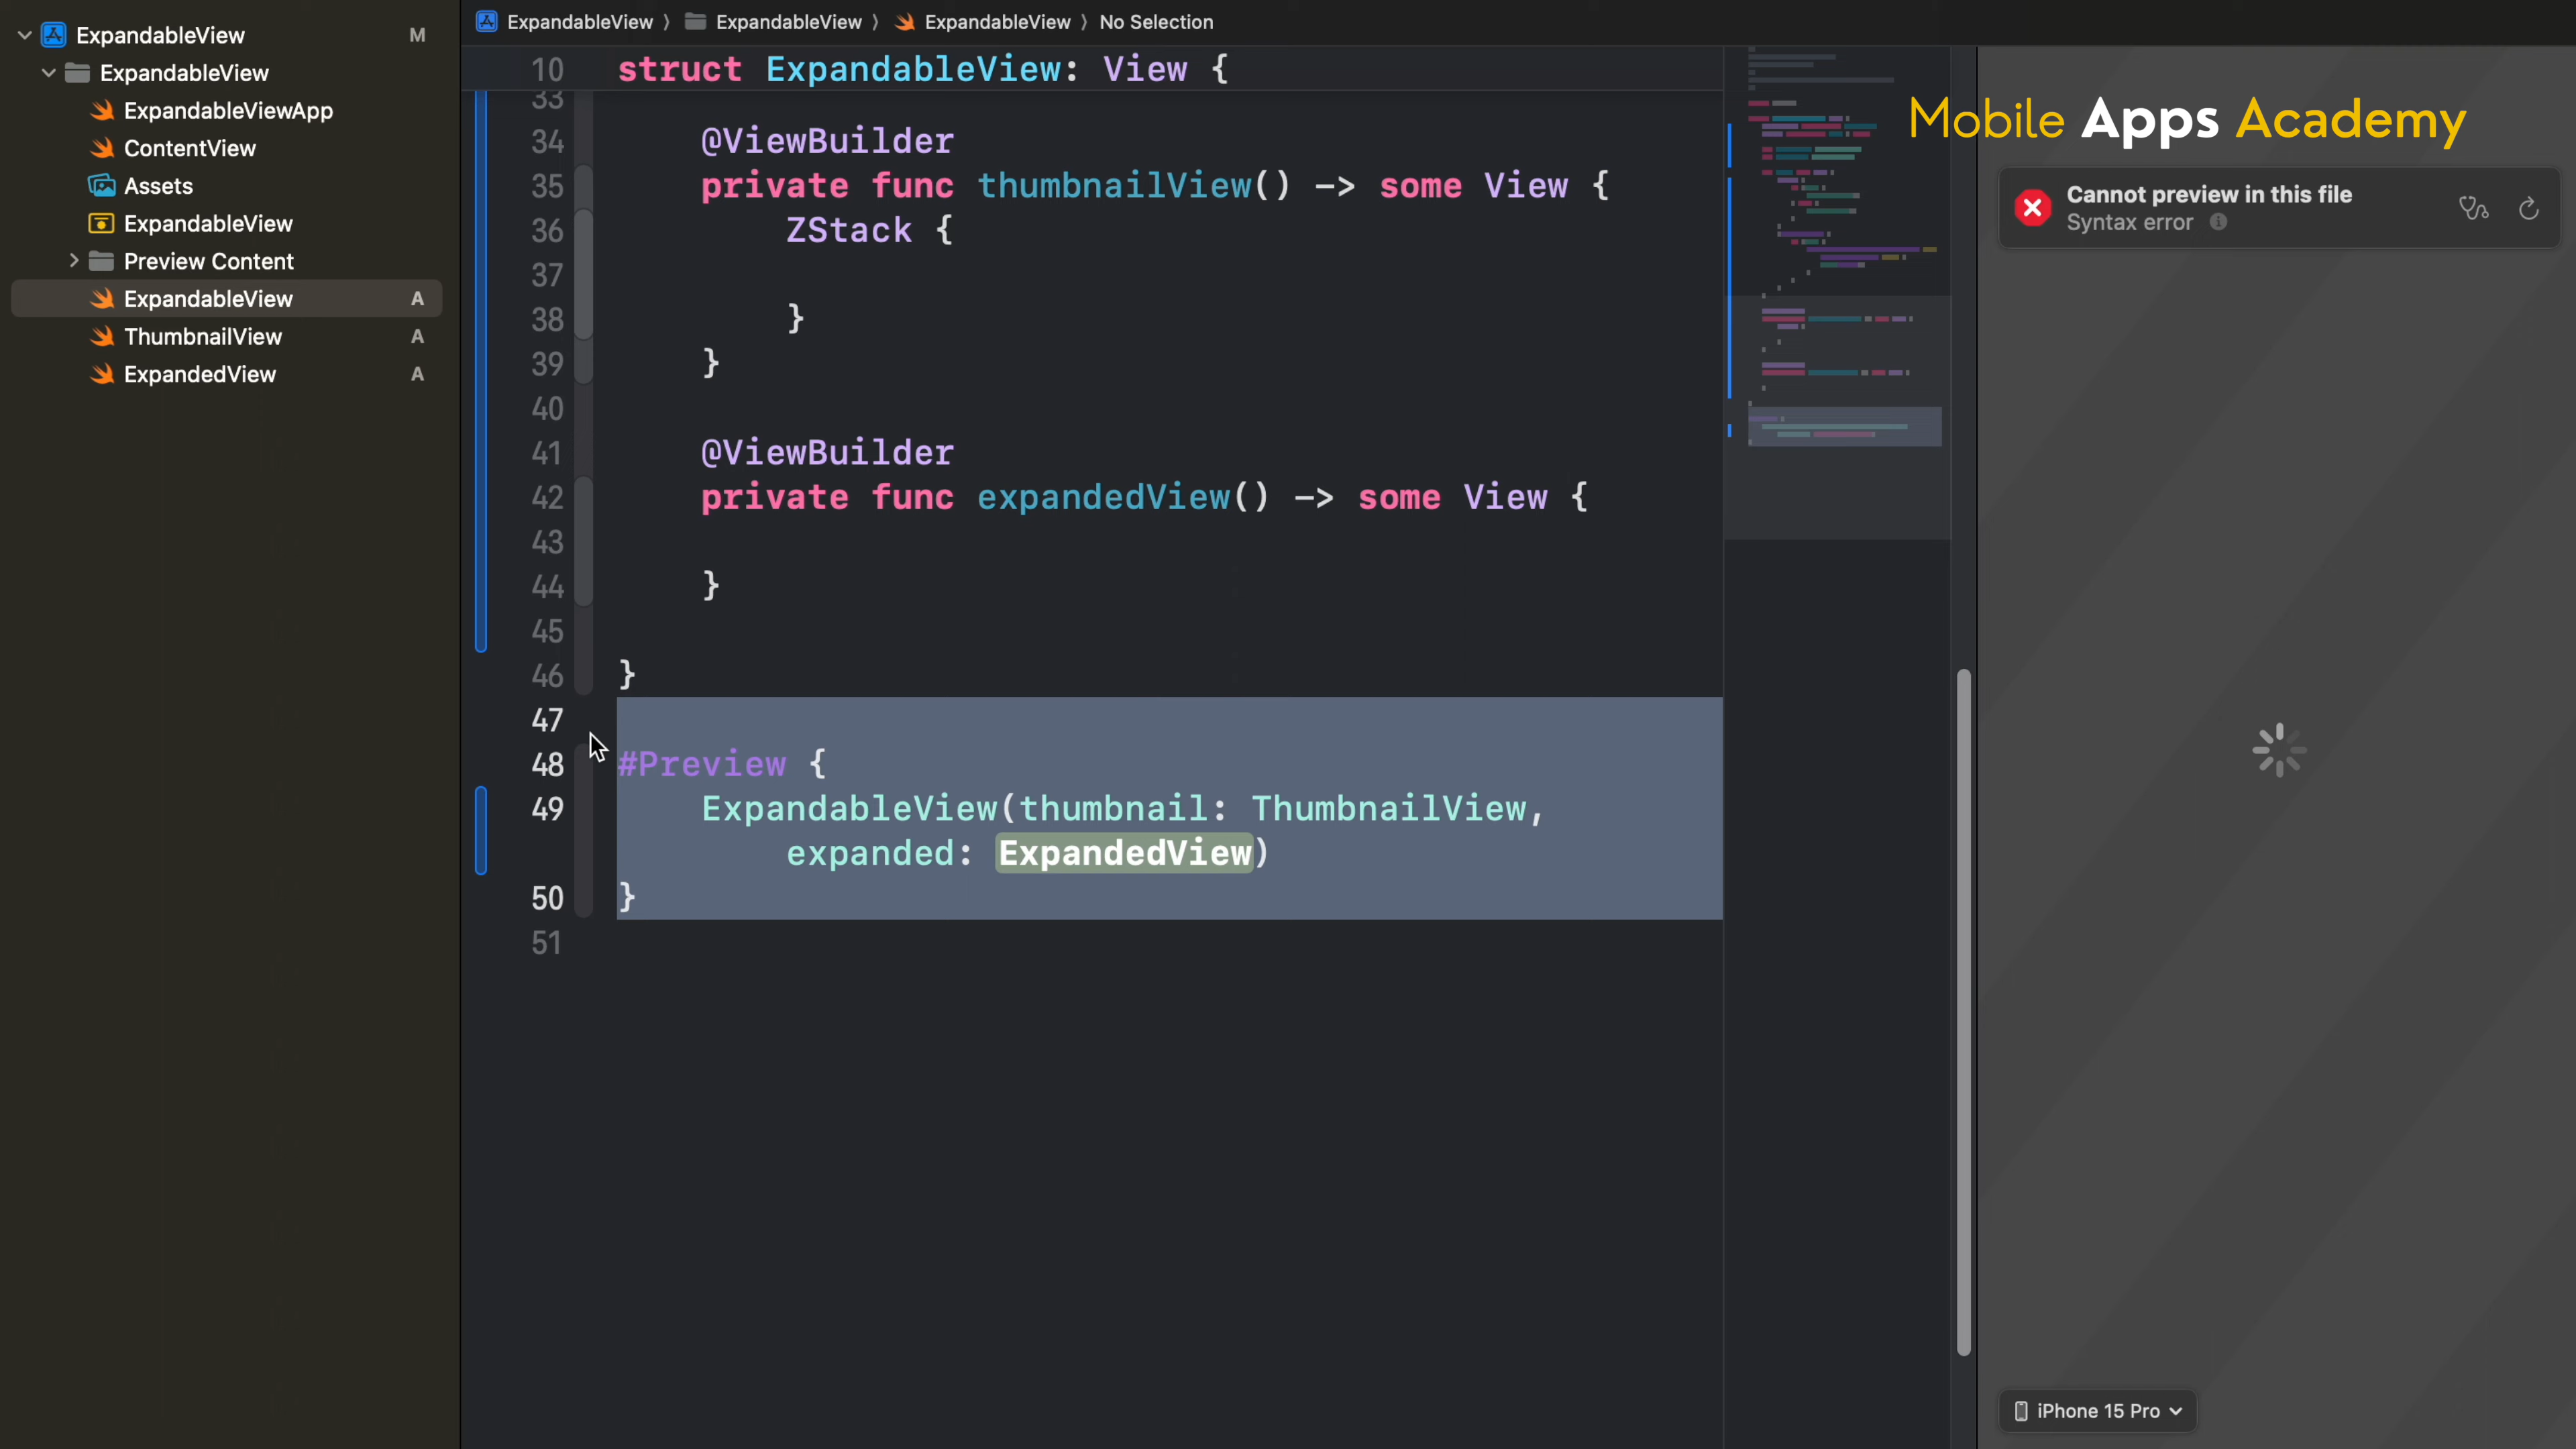 ExpandableView M
ExpandableView
ExpandableViewApp
ContentView
Assets
ExpandableView
Preview Content
ExpandableView A
ThumbnailView A
ExpandedView A
ExpandableView 〉 ExpandableView 〉 ExpandableView 〉 No Selection
10 struct ExpandableView: View {
33
34 @ViewBuilder
35 private func thumbnailView() -> some View {
36 ZStack {
37
38 }
39 }
40
41 @ViewBuilder
42 private func expandedView() -> some View {
43
44 }
45
46 }
47
48 #Preview {
49 ExpandableView(thumbnail: ThumbnailView,
expanded: ExpandedView)
50 }
51
Mobile Apps Academy
Cannot preview in this file
Syntax error
iPhone 15 Pro